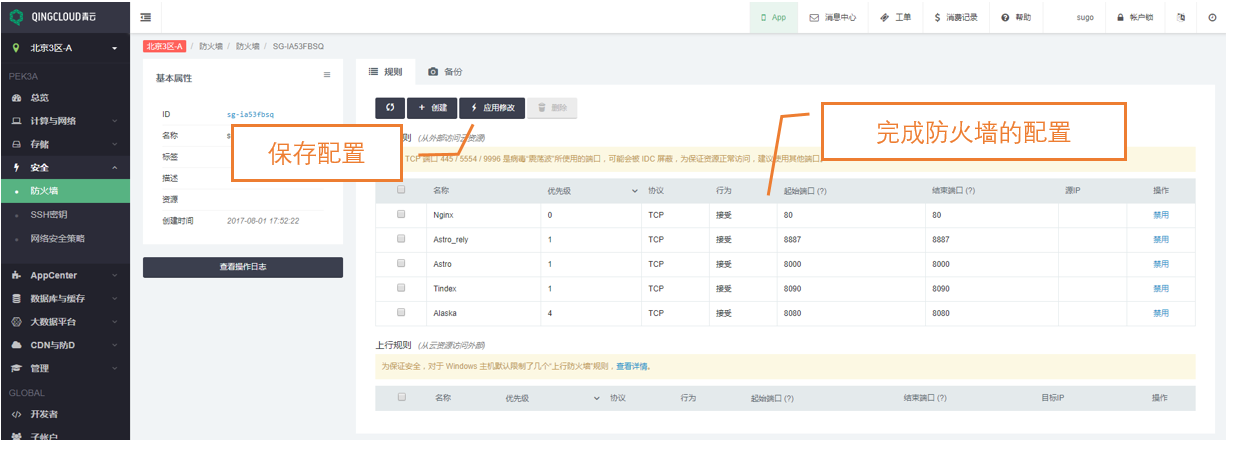 QINGCLOUD青云
App
消息中心
工单
$ 消费记录
帮助
sugo
帐户锁
北京3区-A
北京3区-A / 防火墙 / 防火墙 / SG-IA53FBSQ
PEK3A
总览
计算与网络
存储
安全
防火墙
SSH密钥
网络安全策略
AppCenter
数据库与缓存
大数据平台
CDN与防D
管理
GLOBAL
开发者
子帐户
基本属性
ID sg-ia53fbsq
名称
标签
描述
资源
创建时间 2017-08-01 17:52:22
查看操作日志
保存配置
规则 备份
+ 创建 应用修改 删除
完成防火墙的配置
规则 (从外部访问云资源)
TCP 端口 445 / 5554 / 9996 是病毒“震荡波”所使用的端口，可能会被 IDC 屏蔽，为保证资源正常访问，建议使用其他端口。
名称 优先级 协议 行为 起始端口 (?) 结束端口 (?) 源IP 操作
Nginx 0 TCP 接受 80 80 禁用
Astro_rely 1 TCP 接受 8887 8887 禁用
Astro 1 TCP 接受 8000 8000 禁用
Tindex 1 TCP 接受 8090 8090 禁用
Alaska 4 TCP 接受 8080 8080 禁用
上行规则 (从云资源访问外部)
为保证安全，对于 Windows 主机默认限制了几个“上行防火墙”规则，查看详情。
名称 优先级 协议 行为 起始端口 (?) 结束端口 (?) 目标IP 操作